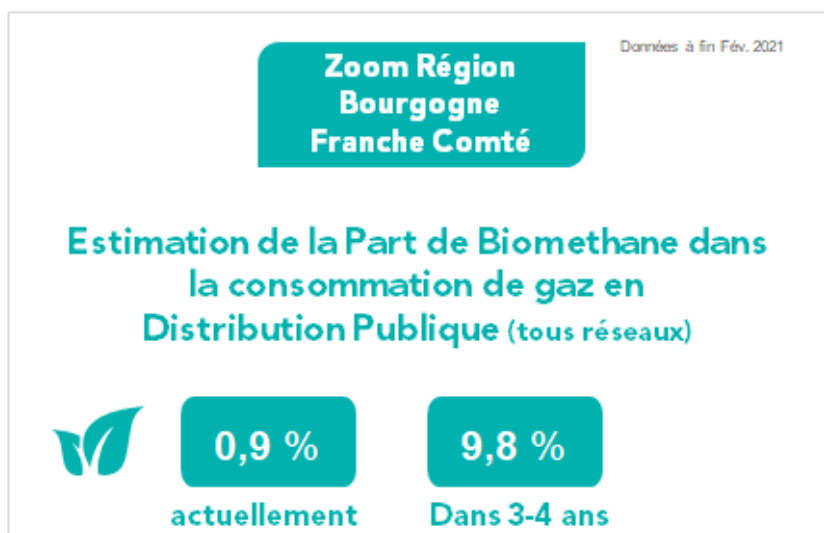 Données à fin Fév. 2021
Zoom Région
Bourgogne
Franche Comté
Estimation de la Part de Biomethane dans
la consommation de gaz en
Distribution Publique (tous réseaux)
0,9 %
9,8 %
actuellement
Dans 3-4 ans